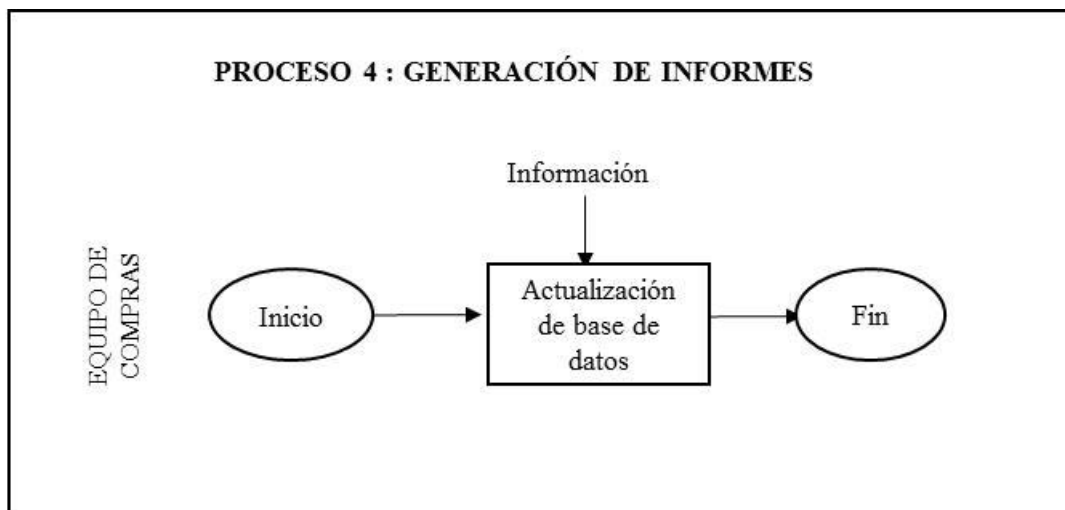 PROCESO 4 : GENERACIÓN DE INFORMES
Información
EQUIPO DE
COMPRAS
Inicio
Actualización
de base de
datos
Fin